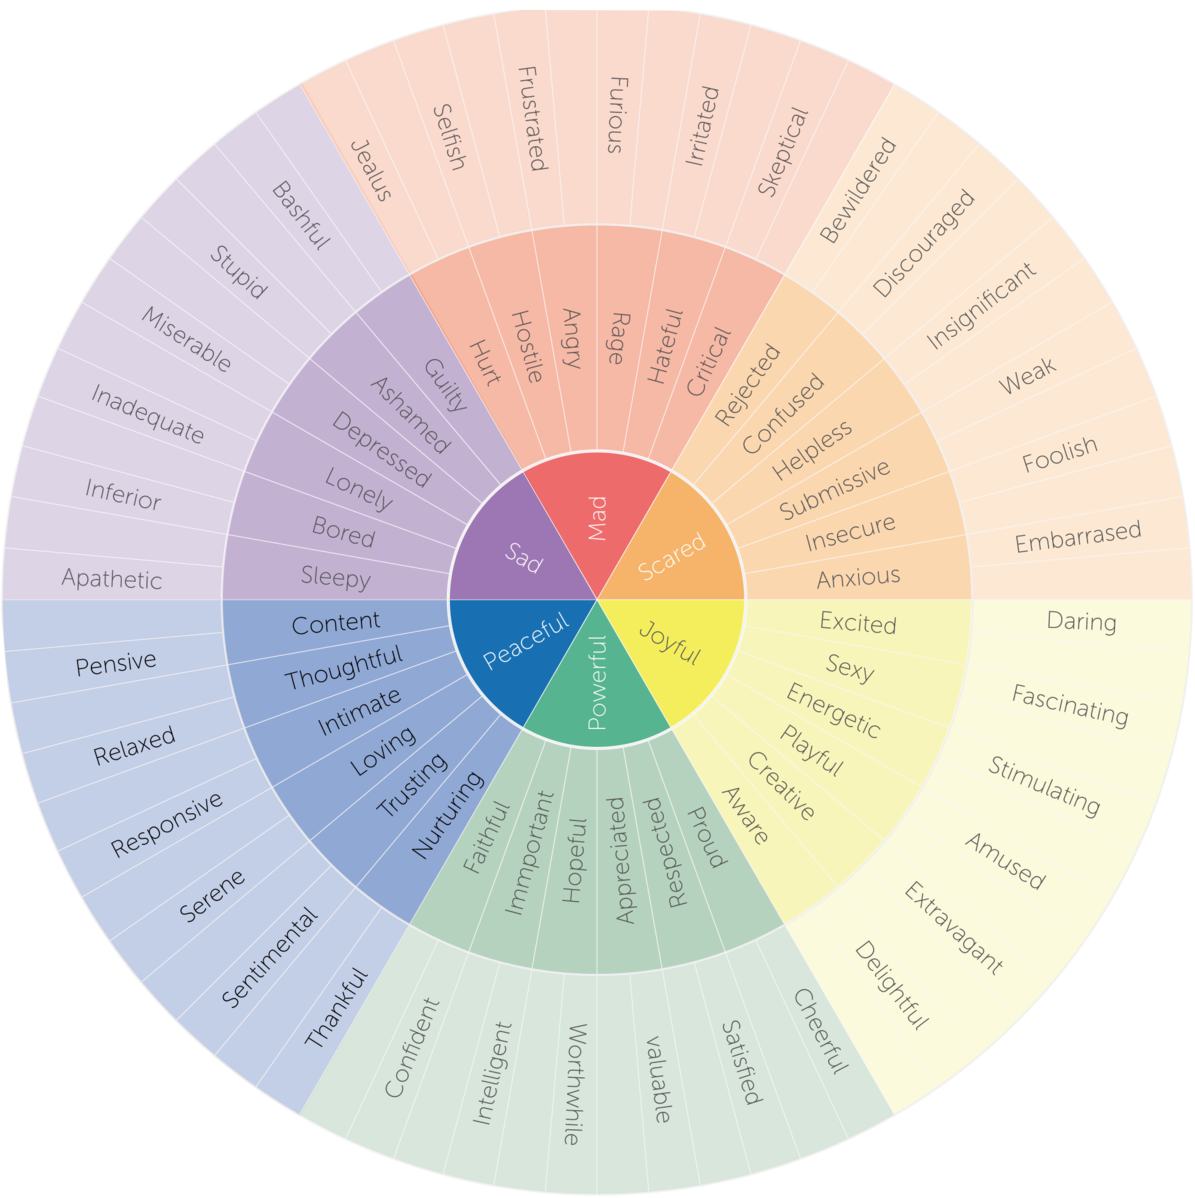 Mad
Scared
Joyful
Powerful
Peaceful
Sad
Hurt
Hostile
Angry
Rage
Hateful
Critical
Rejected
Confused
Helpless
Submissive
Insecure
Anxious
Excited
Sexy
Energetic
Playful
Creative
Aware
Proud
Respected
Appreciated
Hopeful
Immportant
Faithful
Nurturing
Trusting
Loving
Intimate
Thoughtful
Content
Sleepy
Bored
Lonely
Depressed
Ashamed
Guilty
Jealus
Selfish
Frustrated
Furious
Irritated
Skeptical
Bewildered
Discouraged
Insignificant
Weak
Foolish
Embarrased
Daring
Fascinating
Stimulating
Amused
Extravagant
Delightful
Cheerful
Satisfied
valuable
Worthwhile
Intelligent
Confident
Thankful
Sentimental
Serene
Responsive
Relaxed
Pensive
Apathetic
Inferior
Inadequate
Miserable
Stupid
Bashful